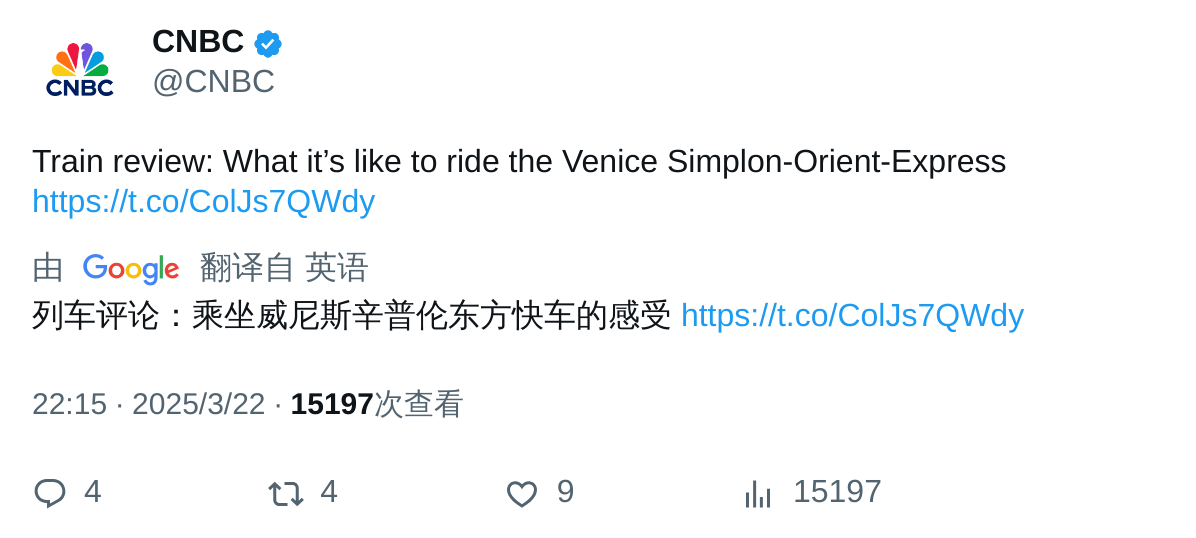 CNBC
CNBC
@CNBC
Train review: What it’s like to ride the Venice Simplon-Orient-Express
https://t.co/ColJs7QWdy
由 Google 翻译自 英语
列车评论：乘坐威尼斯辛普伦东方快车的感受 https://t.co/ColJs7QWdy
22:15 · 2025/3/22 · 15197次查看
4 4 9 15197